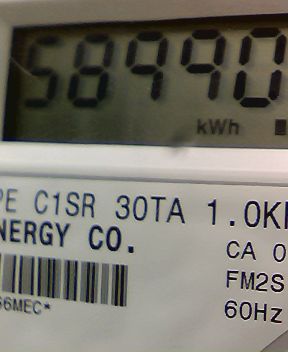 58990
kWh
PE C1SR 30TA 1.0K
NERGY CO.
CA 0
FM2S
6MEC*
60Hz